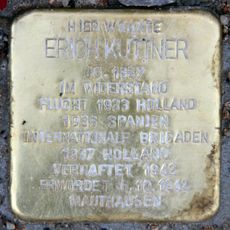 HIER WOHNTE
ERICH KUTTNER
JG. 1887
IM WIDERSTAND
FLUCHT 1933 HOLLAND
1936 SPANIEN
INTERNATIONALE BRIGADEN
1937 HOLLAND
VERHAFTET 1942
ERMORDET 6.10.1942
MAUTHAUSEN